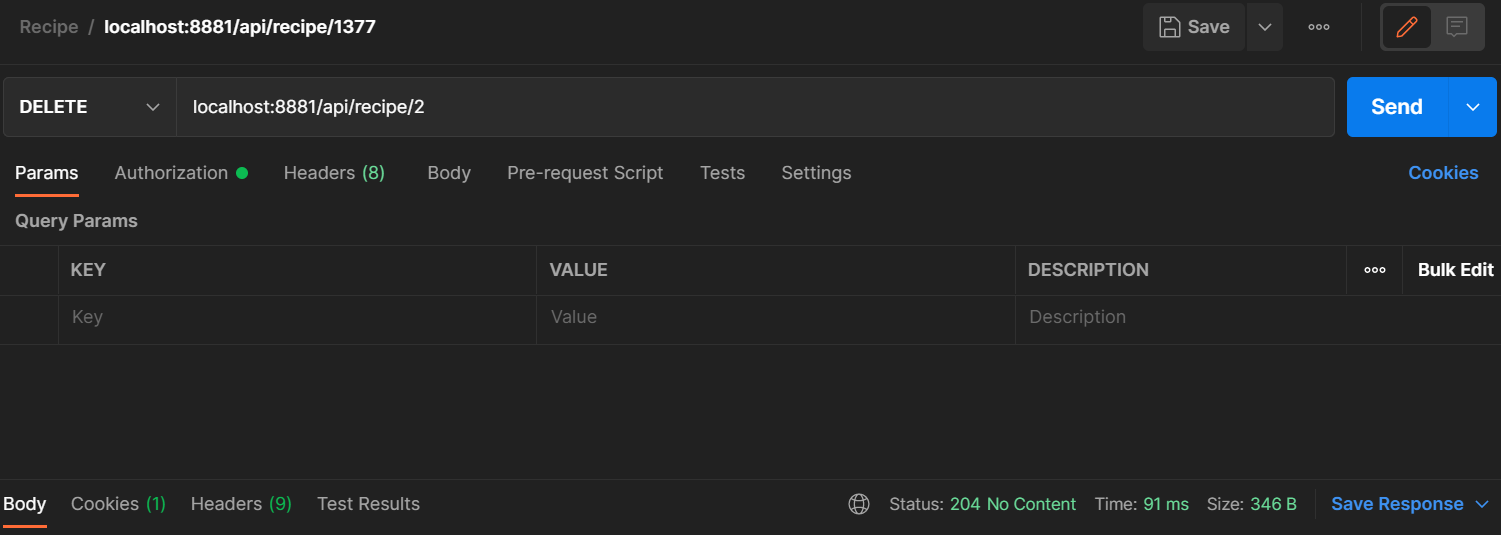 Recipe / localhost:8881/api/recipe/1377 Save ooo
DELETE localhost:8881/api/recipe/2 Send
Params Authorization Headers (8) Body Pre-request Script Tests Settings Cookies
Query Params
KEY VALUE DESCRIPTION ooo Bulk Edit
Key Value Description
Body Cookies (1) Headers (9) Test Results Status: 204 No Content Time: 91 ms Size: 346 B Save Response